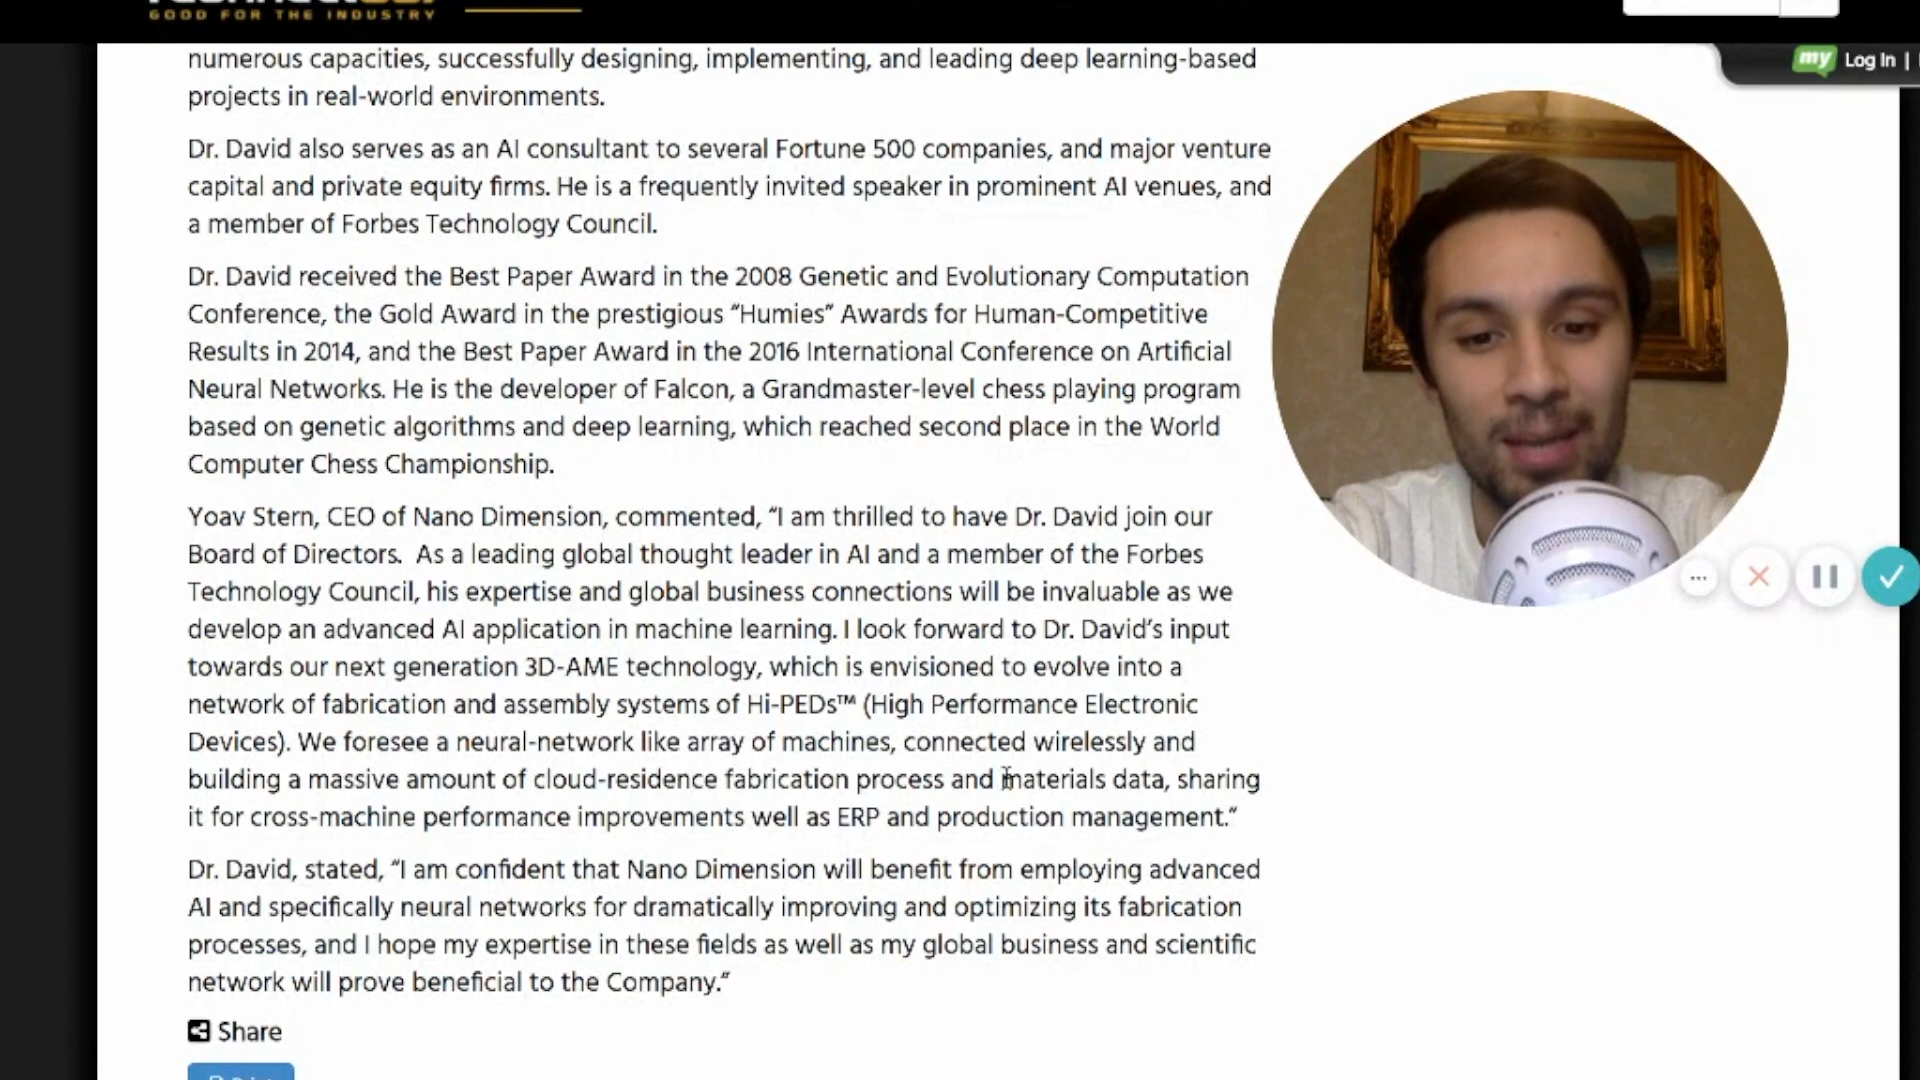 GOOD FOR THE INDUSTRY
my Log In |
numerous capacities, successfully designing, implementing, and leading deep learning-based
projects in real-world environments.
Dr. David also serves as an AI consultant to several Fortune 500 companies, and major venture
capital and private equity firms. He is a frequently invited speaker in prominent AI venues, and
a member of Forbes Technology Council.
Dr. David received the Best Paper Award in the 2008 Genetic and Evolutionary Computation
Conference, the Gold Award in the prestigious “Humies” Awards for Human-Competitive
Results in 2014, and the Best Paper Award in the 2016 International Conference on Artificial
Neural Networks. He is the developer of Falcon, a Grandmaster-level chess playing program
based on genetic algorithms and deep learning, which reached second place in the World
Computer Chess Championship.
Yoav Stern, CEO of Nano Dimension, commented, “I am thrilled to have Dr. David join our
Board of Directors.  As a leading global thought leader in AI and a member of the Forbes
Technology Council, his expertise and global business connections will be invaluable as we
develop an advanced AI application in machine learning. I look forward to Dr. David’s input
towards our next generation 3D-AME technology, which is envisioned to evolve into a
network of fabrication and assembly systems of Hi-PEDs™ (High Performance Electronic
Devices). We foresee a neural-network like array of machines, connected wirelessly and
building a massive amount of cloud-residence fabrication process and materials data, sharing
it for cross-machine performance improvements well as ERP and production management.”
Dr. David, stated, “I am confident that Nano Dimension will benefit from employing advanced
AI and specifically neural networks for dramatically improving and optimizing its fabrication
processes, and I hope my expertise in these fields as well as my global business and scientific
network will prove beneficial to the Company.”
Share